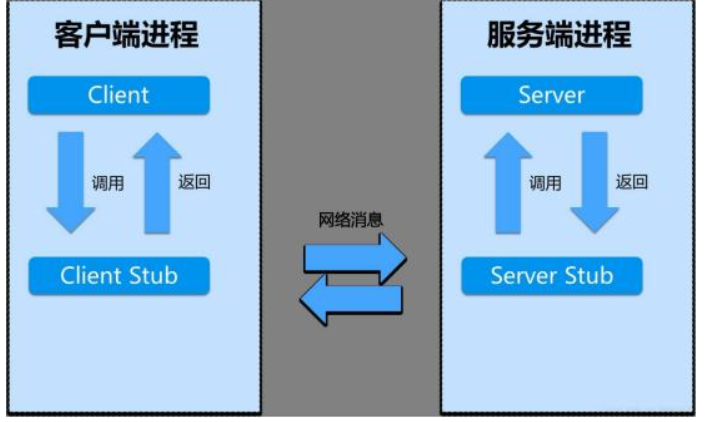 客户端进程
Client
调用
返回
Client Stub
网络消息
服务端进程
Server
调用
返回
Server Stub